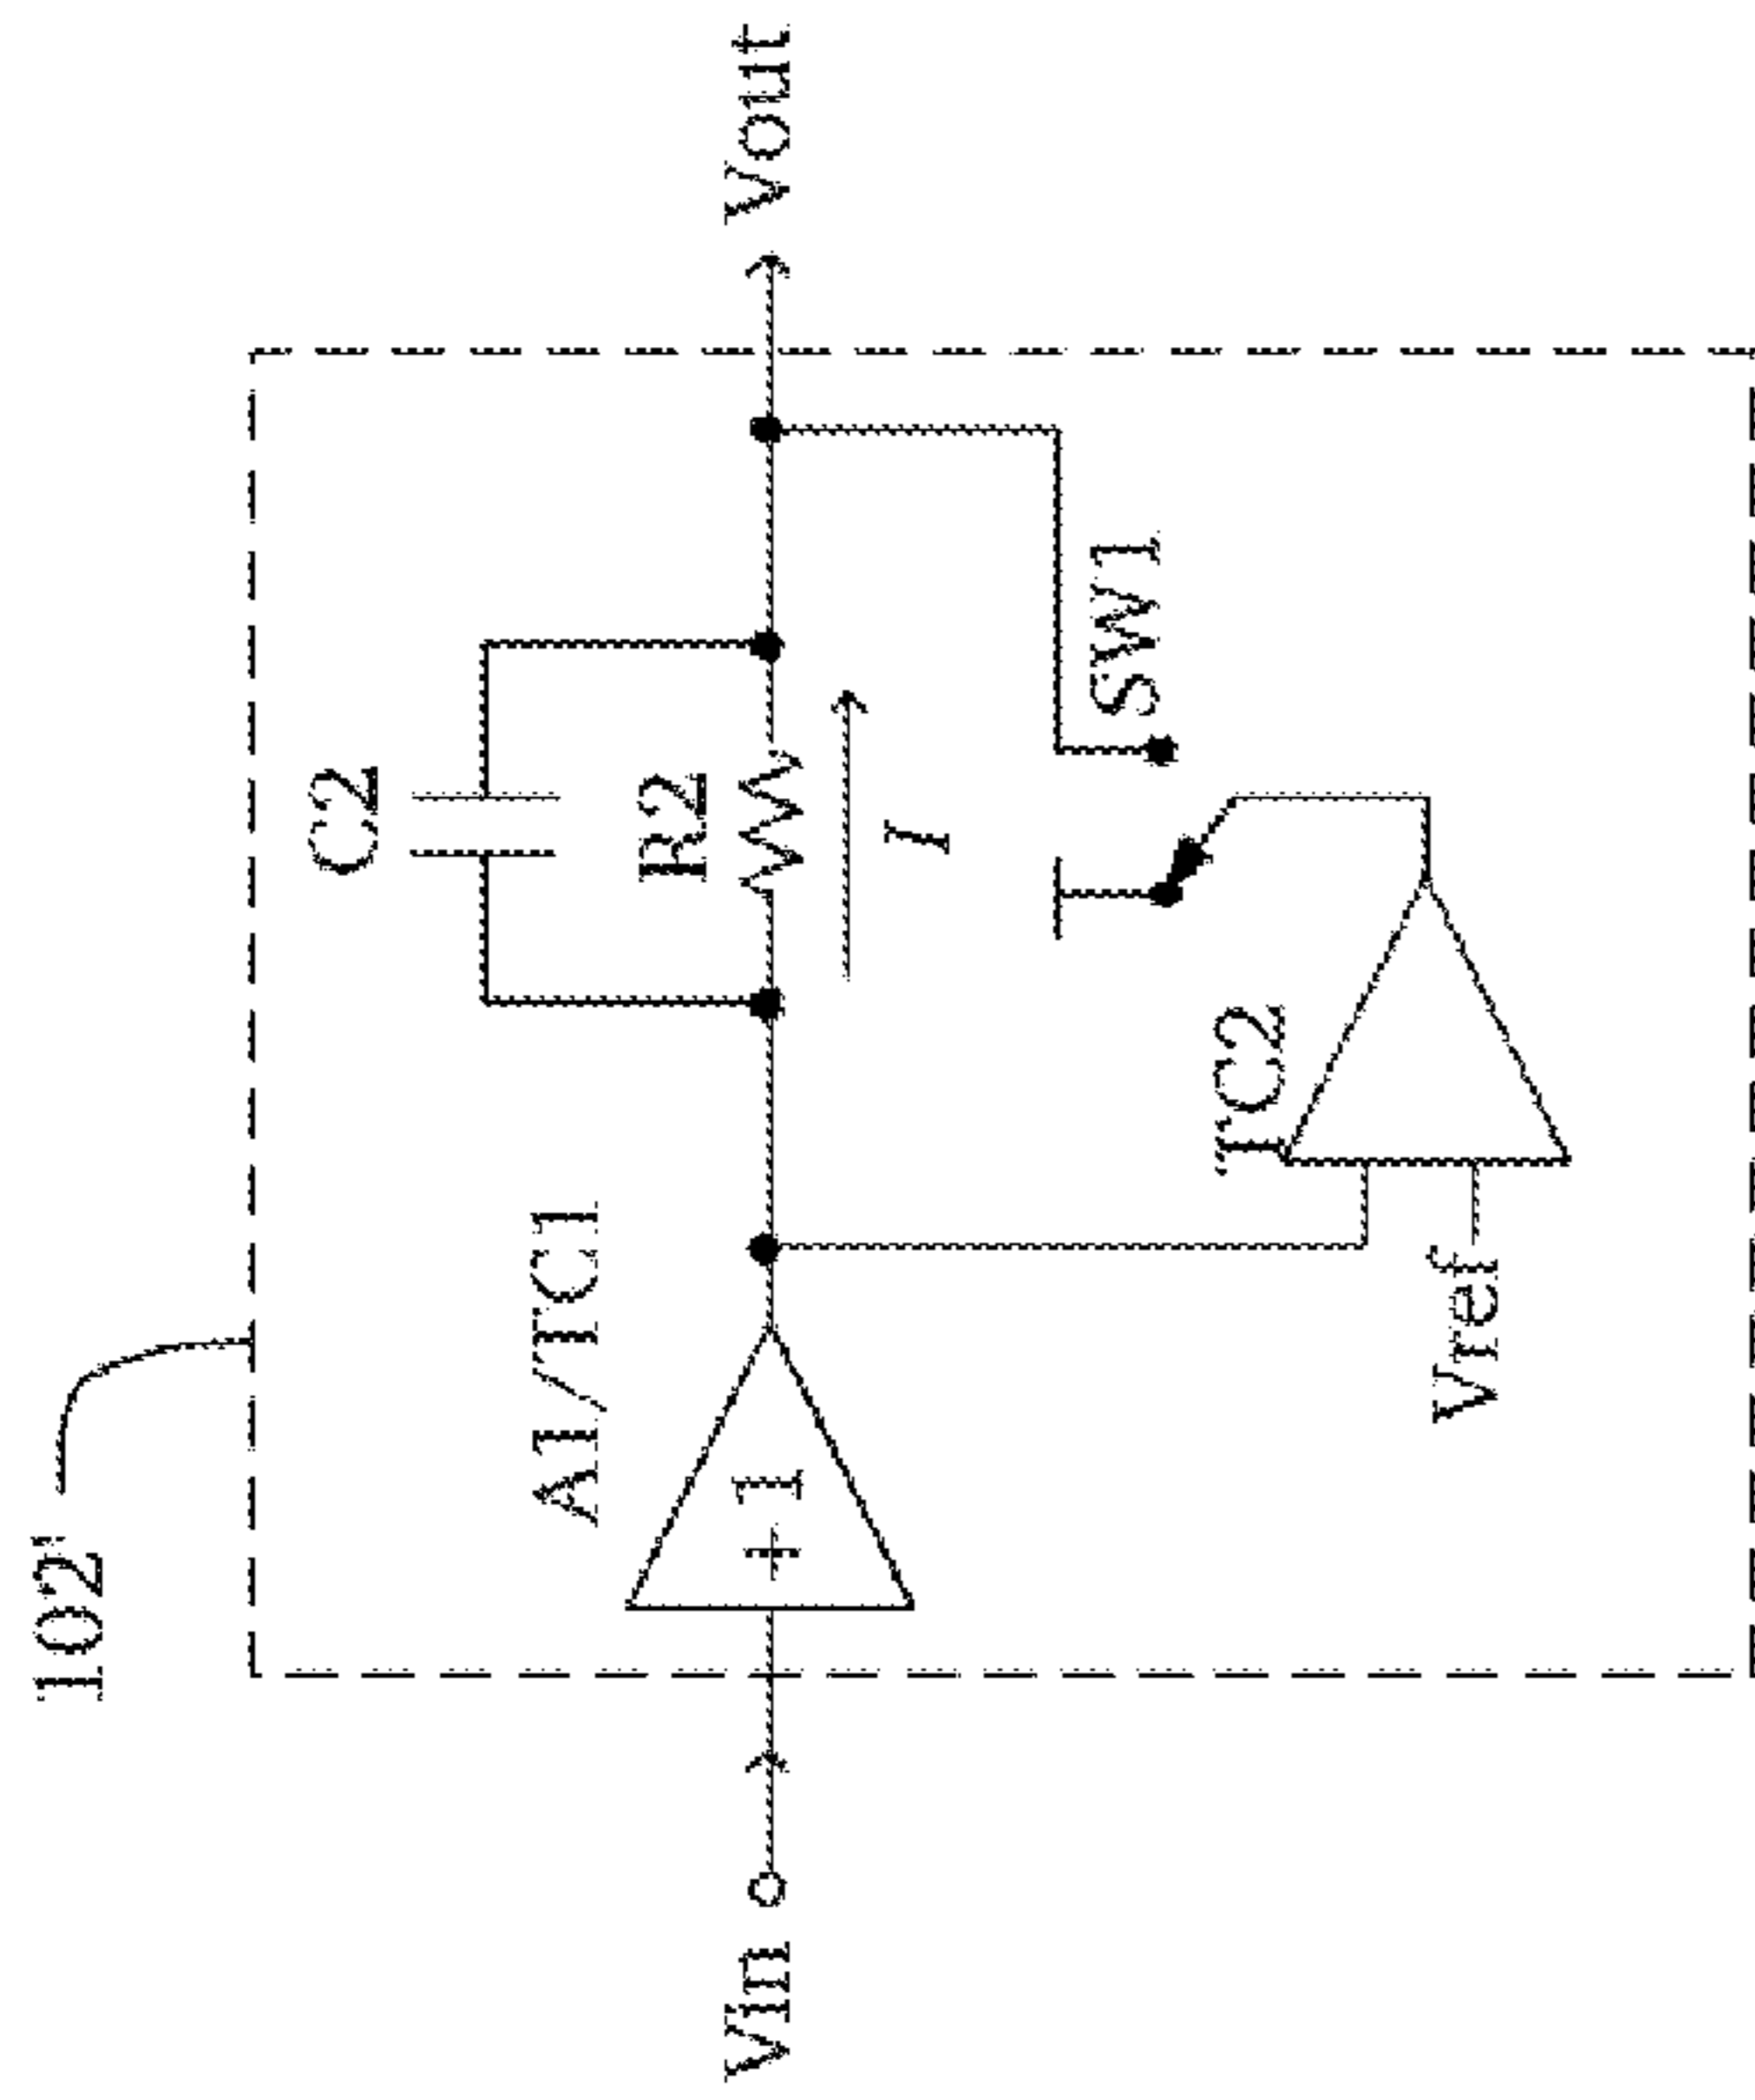 102'
C2
R2
A1/TC1
Vin
+1
I
Vout
SW1
TC2
Vref